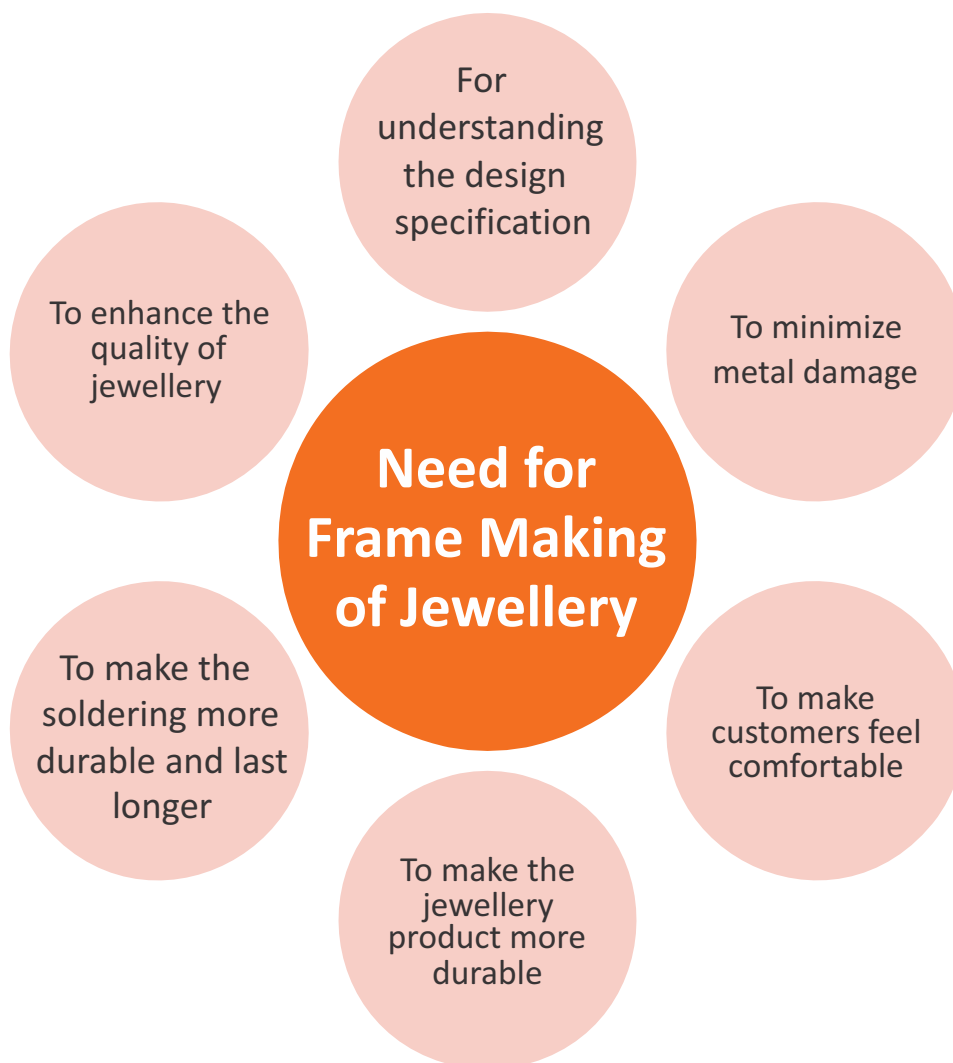 For
understanding
the design
specification
To enhance the
quality of
jewellery
To minimize
metal damage
Need for
Frame Making
of Jewellery
To make the
soldering more
durable and last
longer
To make
customers feel
comfortable
To make the
jewellery
product more
durable